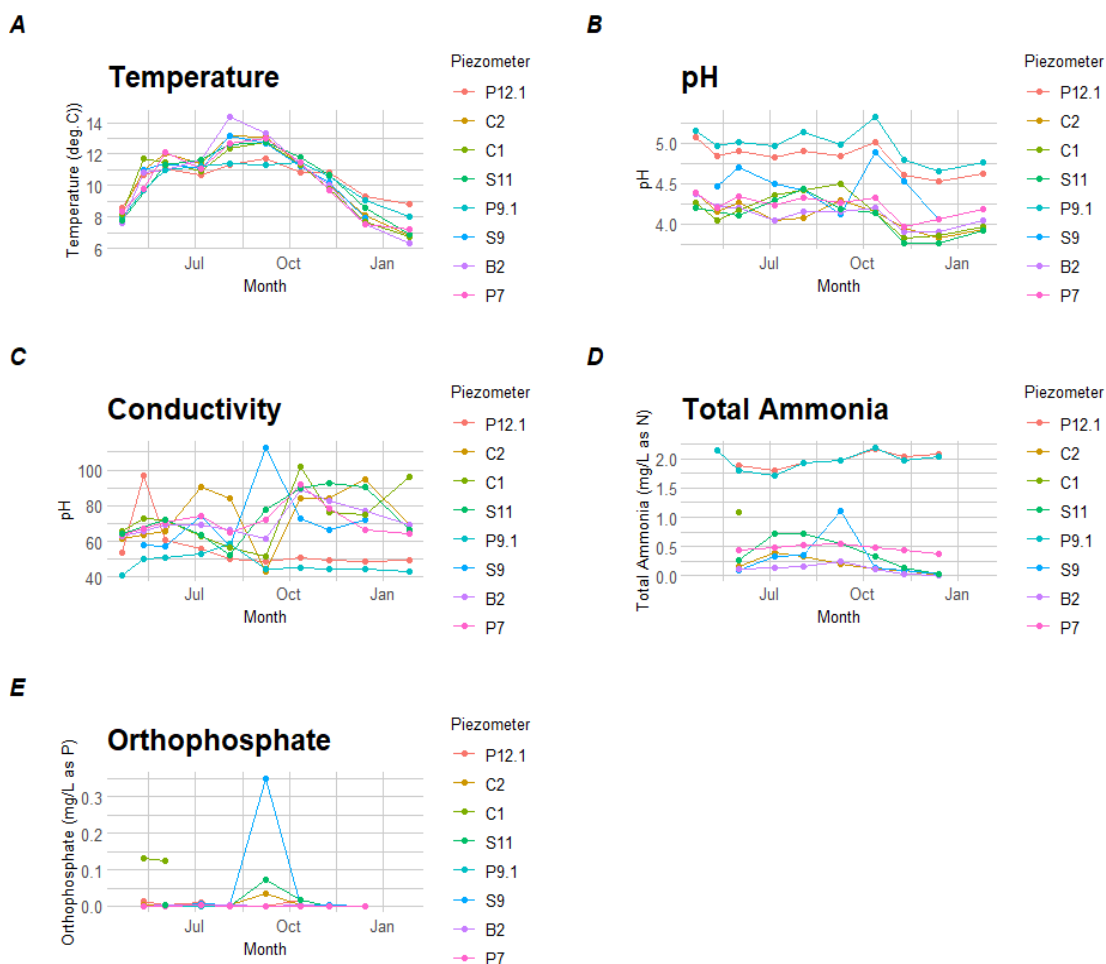 A
Temperature
Temperature (deg.C))
14
12
10
8
6
Jul
Oct
Jan
Month
Piezometer
P12.1
C2
C1
S11
P9.1
S9
B2
P7
B
pH
pH
5.0
4.5
4.0
Jul
Oct
Jan
Month
Piezometer
P12.1
C2
C1
S11
P9.1
S9
B2
P7
C
Conductivity
pH
100
80
60
40
Jul
Oct
Jan
Month
Piezometer
P12.1
C2
C1
S11
P9.1
S9
B2
P7
D
Total Ammonia
Total Ammonia (mg/L as N)
2.0
1.5
1.0
0.5
0.0
Jul
Oct
Jan
Month
Piezometer
P12.1
C2
C1
S11
P9.1
S9
B2
P7
E
Orthophosphate
Orthophosphate (mg/L as P)
0.3
0.2
0.1
0.0
Jul
Oct
Jan
Month
Piezometer
P12.1
C2
C1
S11
P9.1
S9
B2
P7